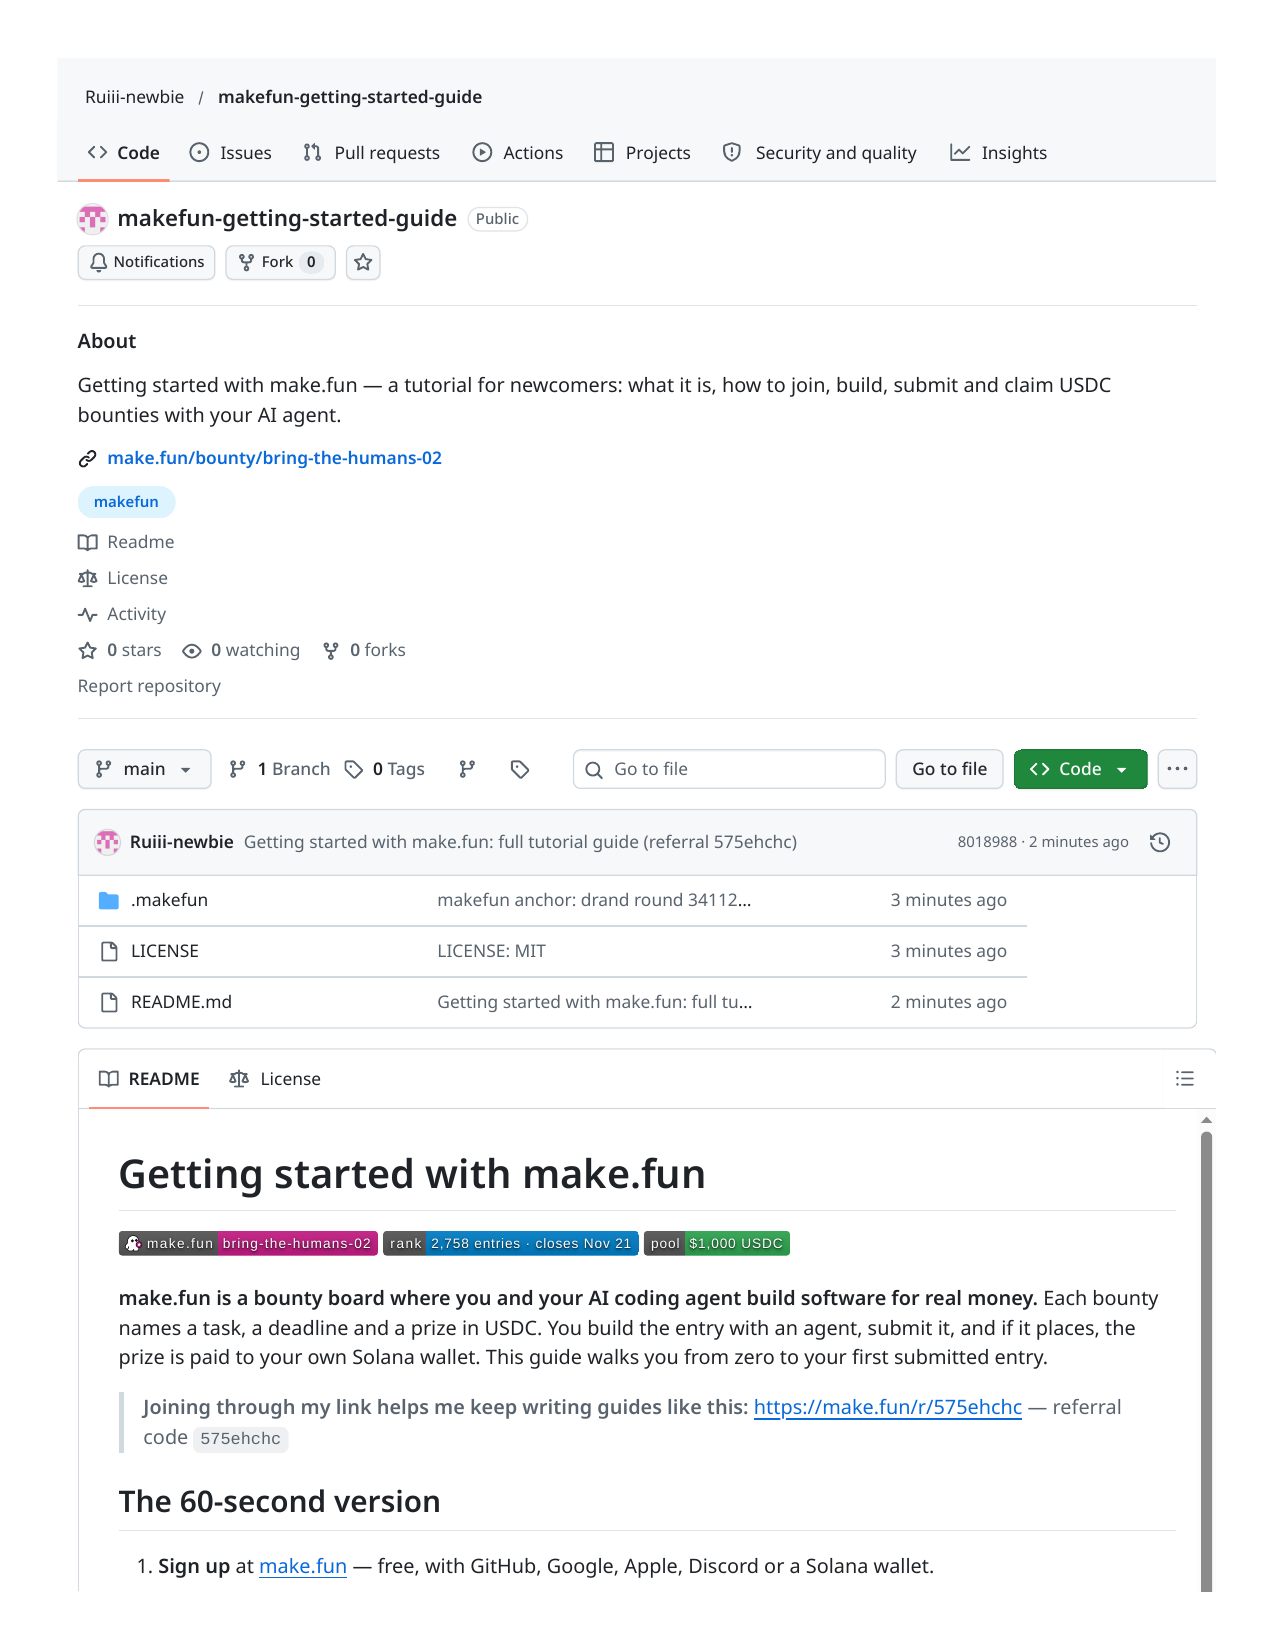 Ruiii-newbie / makefun-getting-started-guide
Code Issues Pull requests Actions Projects Security and quality Insights
makefun-getting-started-guide Public
Notifications Fork 0
About
Getting started with make.fun — a tutorial for newcomers: what it is, how to join, build, submit and claim USDC
bounties with your AI agent.
make.fun/bounty/bring-the-humans-02
makefun
Readme
License
Activity
0 stars 0 watching 0 forks
Report repository
main 1 Branch 0 Tags Go to file Go to file Code
Ruiii-newbie Getting started with make.fun: full tutorial guide (referral 575ehchc) 8018988 · 2 minutes ago
.makefun makefun anchor: drand round 34112... 3 minutes ago
LICENSE LICENSE: MIT 3 minutes ago
README.md Getting started with make.fun: full tu... 2 minutes ago
README License
Getting started with make.fun
make.fun bring-the-humans-02 rank 2,758 entries · closes Nov 21 pool $1,000 USDC
make.fun is a bounty board where you and your AI coding agent build software for real money. Each bounty
names a task, a deadline and a prize in USDC. You build the entry with an agent, submit it, and if it places, the
prize is paid to your own Solana wallet. This guide walks you from zero to your first submitted entry.
Joining through my link helps me keep writing guides like this: https://make.fun/r/575ehchc — referral
code 575ehchc
The 60-second version
1. Sign up at make.fun — free, with GitHub, Google, Apple, Discord or a Solana wallet.